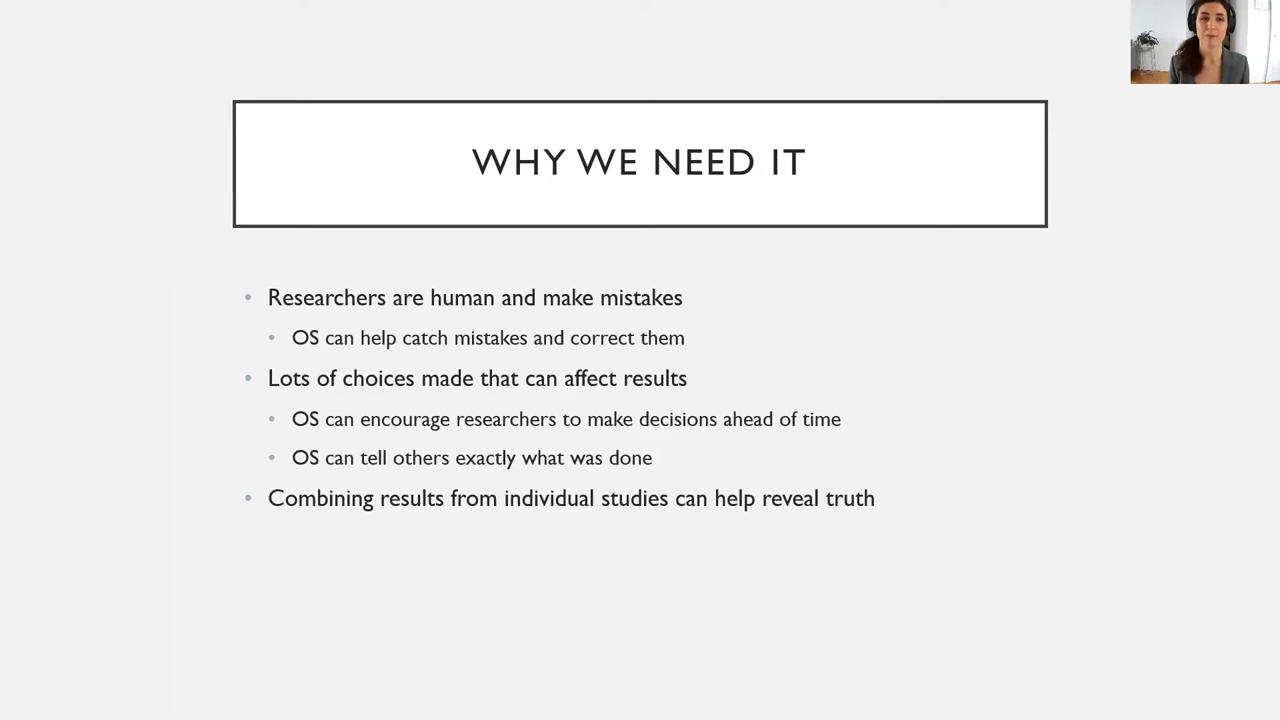 WHY WE NEED IT
Researchers are human and make mistakes
OS can help catch mistakes and correct them
Lots of choices made that can affect results
OS can encourage researchers to make decisions ahead of time
OS can tell others exactly what was done
Combining results from individual studies can help reveal truth